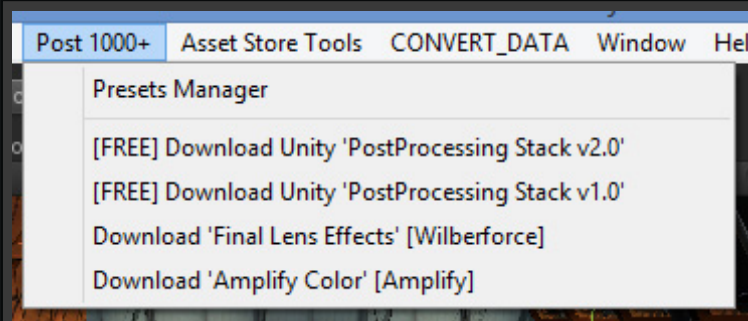 Post 1000+ Asset Store Tools CONVERT_DATA Window Hel
Presets Manager
[FREE] Download Unity 'PostProcessing Stack v2.0'
[FREE] Download Unity 'PostProcessing Stack v1.0'
Download 'Final Lens Effects' [Wilberforce]
Download 'Amplify Color' [Amplify]